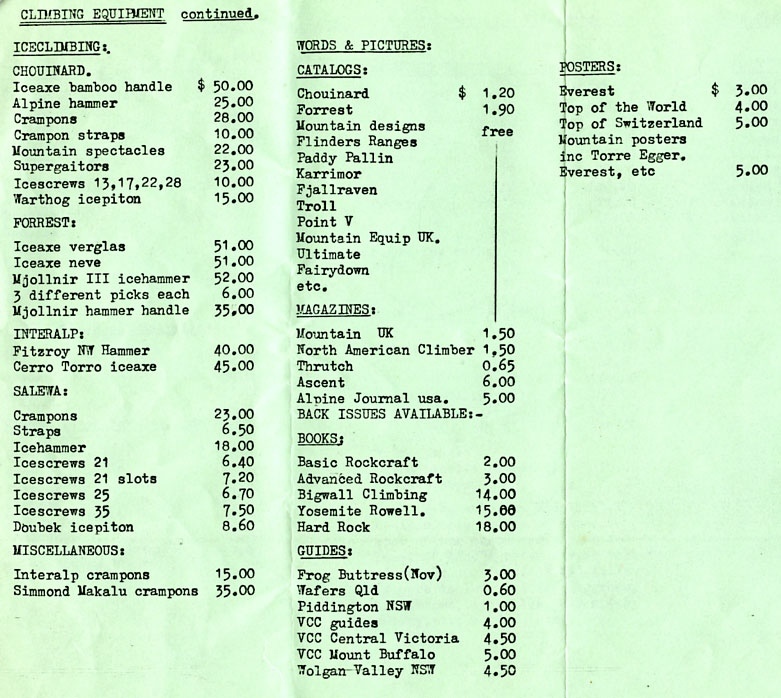 CLIMBING EQUIPMENT continued.
ICECLIMBING:.
CHOUINARD.
Iceaxe bamboo handle $ 50.00
Alpine hammer 25.00
Crampons 28.00
Crampon straps 10.00
Mountain spectacles 22.00
Supergaitors 23.00
Icescrews 13,17,22,28 10.00
Warthog icepiton 15.00
FORREST:
Iceaxe verglas 51.00
Iceaxe neve 51.00
Mjollnir III icehammer 52.00
3 different picks each 6.00
Mjollnir hammer handle 35.00
INTERALP:
Fitzroy NW Hammer 40.00
Cerro Torro iceaxe 45.00
SALEWA:
Crampons 23.00
Straps 6.50
Icehammer 18.00
Icescrews 21 6.40
Icescrews 21 slots 7.20
Icescrews 25 6.70
Icescrews 35 7.50
Doubek icepiton 8.60
MISCELLANEOUS:
Interalp crampons 15.00
Simmond Makalu crampons 35.00
WORDS & PICTURES:
CATALOGS:
Chouinard $ 1.20
Forrest 1.90
Mountain designs free
Flinders Ranges
Paddy Pallin
Karrimor
Fjallraven
Troll
Point V
Mountain Equip UK.
Ultimate
Fairydown
etc.
MAGAZINES:
Mountain UK 1.50
North American Climber 1,50
Thrutch 0.65
Ascent 6.00
Alpine Journal usa. 5.00
BACK ISSUES AVAILABLE:-
BOOKS:
Basic Rockcraft 2.00
Advanced Rockcraft 3.00
Bigwall Climbing 14.00
Yosemite Rowell. 15.00
Hard Rock 18.00
GUIDES:
Frog Buttress(Nov) 3.00
Wafers Qld 0.60
Piddington NSW 1.00
VCC guides 4.00
VCC Central Victoria 4.50
VCC Mount Buffalo 5.00
Wolgan Valley NSW 4.50
POSTERS:
Everest $ 3.00
Top of the World 4.00
Top of Switzerland 5.00
Mountain posters
inc Torre Egger.
Everest, etc 5.00